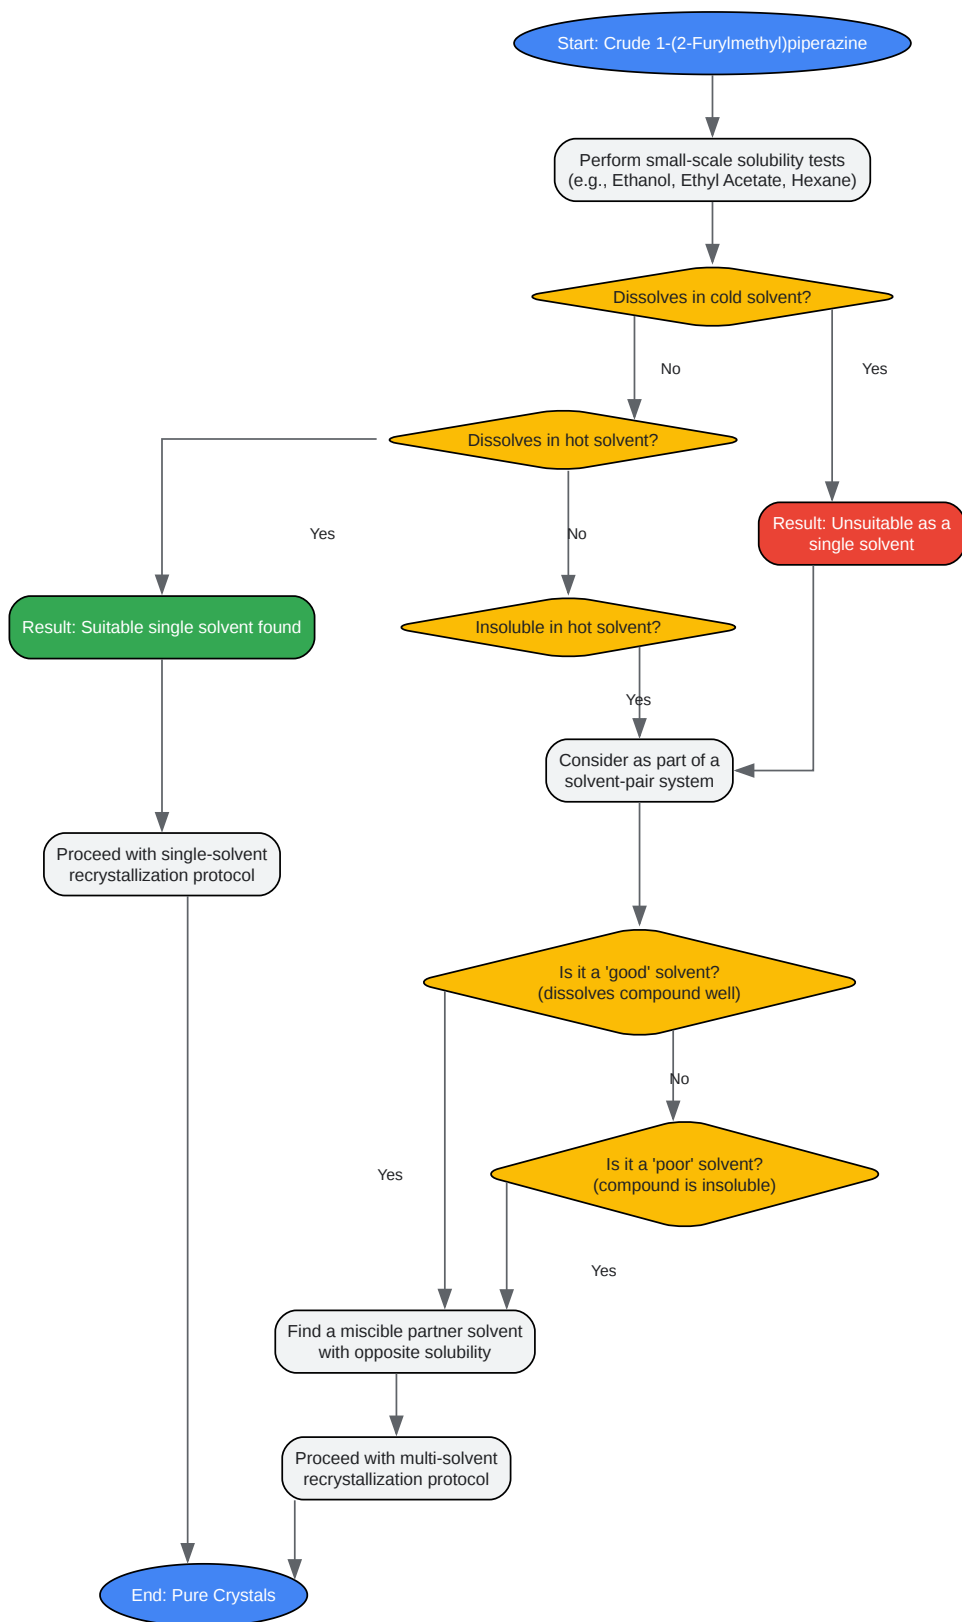 Start: Crude 1-(2-Furylmethyl)piperazine
Perform small-scale solubility tests
(e.g., Ethanol, Ethyl Acetate, Hexane)
Dissolves in cold solvent?
No
Yes
Dissolves in hot solvent?
Yes
No
Result: Unsuitable as a
single solvent
Result: Suitable single solvent found
Insoluble in hot solvent?
Yes
Consider as part of a
solvent-pair system
Proceed with single-solvent
recrystallization protocol
Is it a 'good' solvent?
(dissolves compound well)
No
Yes
Is it a 'poor' solvent?
(compound is insoluble)
Yes
Find a miscible partner solvent
with opposite solubility
Proceed with multi-solvent
recrystallization protocol
End: Pure Crystals